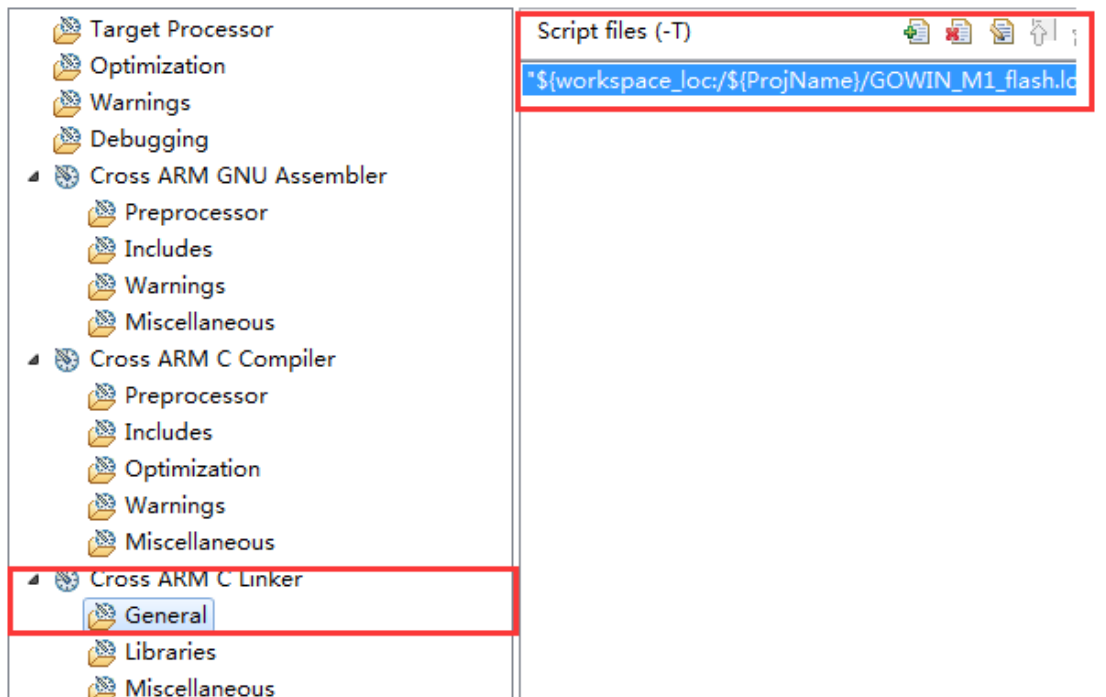 Target Processor
Optimization
Warnings
Debugging
Cross ARM GNU Assembler
Preprocessor
Includes
Warnings
Miscellaneous
Cross ARM C Compiler
Preprocessor
Includes
Optimization
Warnings
Miscellaneous
Cross ARM C Linker
General
Libraries
Miscellaneous
Script files (-T)
"${workspace_loc:/${ProjName}/GOWIN_M1_flash.ld